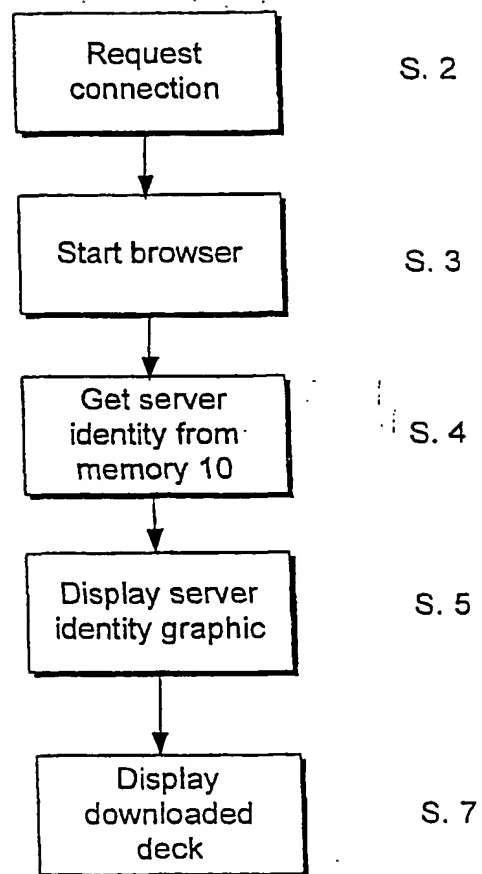 Request
connection
S. 2
Start browser
S. 3
Get server
identity from
memory 10
S. 4
Display server
identity graphic
S. 5
Display
downloaded
deck
S. 7